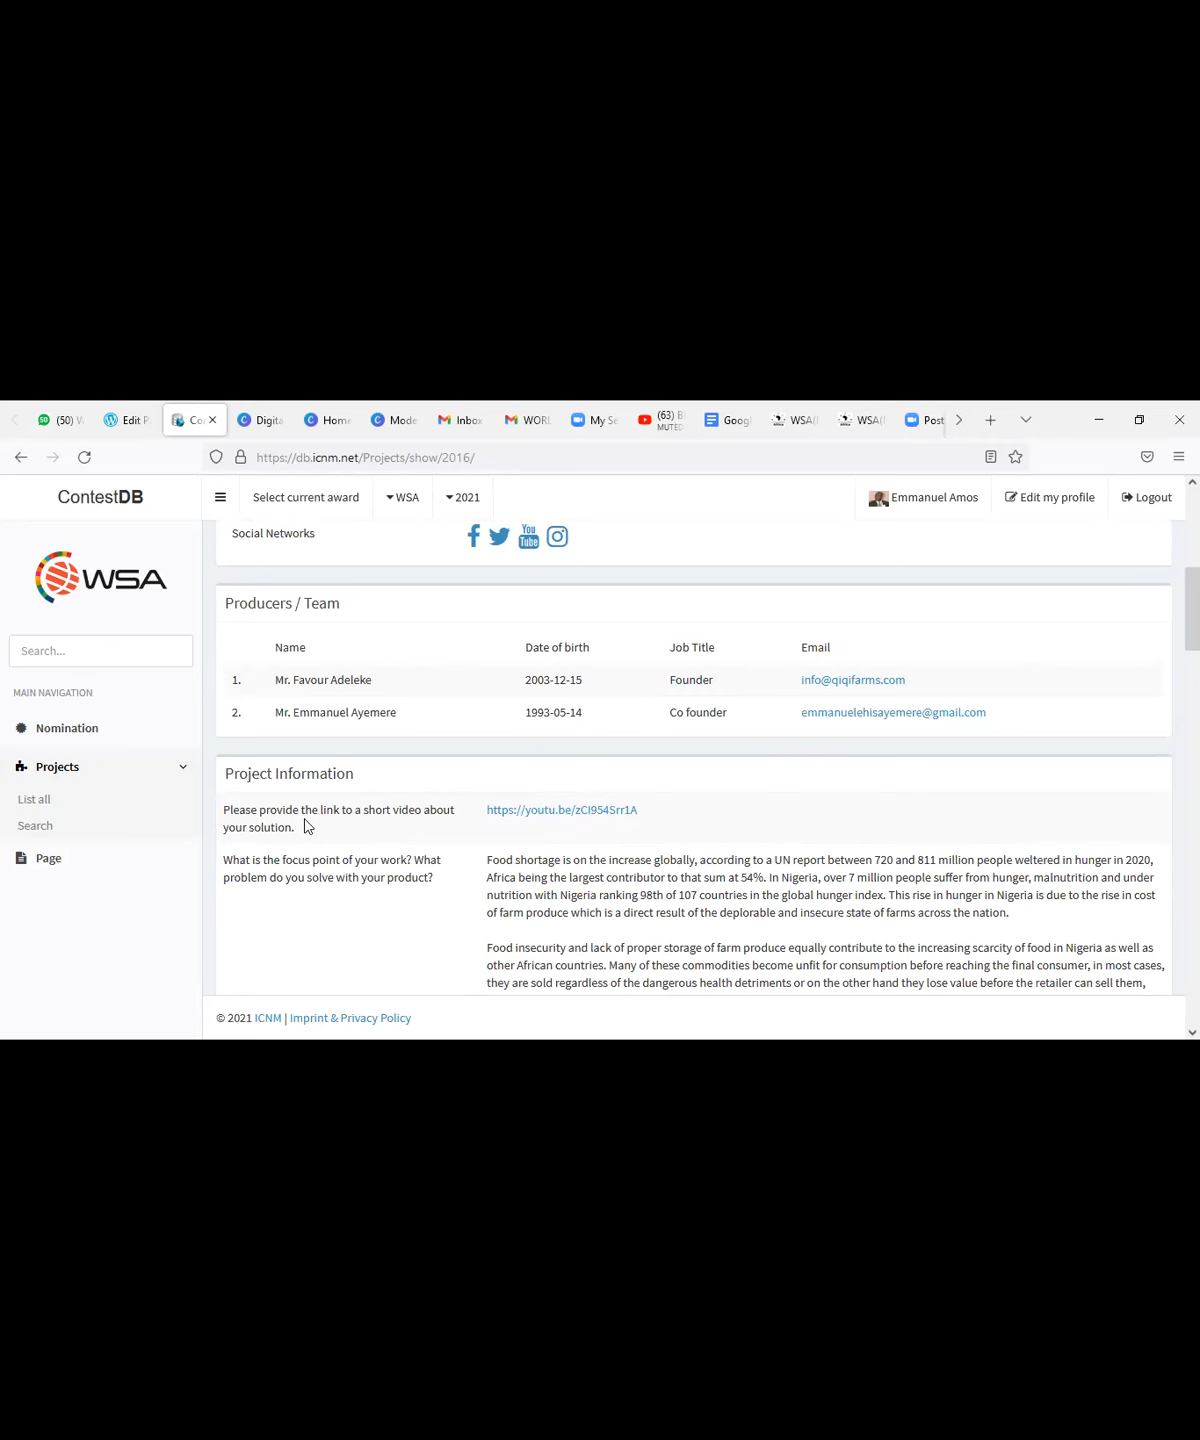 (50) W
Edit P
Co
Digita
Home
Mode
Inbox
WORL
My Se
(63) B
MUTED
Googl
WSA(I
WSA(I
Post
https://db.icnm.net/Projects/show/2016/
ContestDB
Select current award
WSA
2021
Emmanuel Amos
Edit my profile
Logout
WSA
Search...
MAIN NAVIGATION
Nomination
Projects
List all
Search
Page
Social Networks
You
Tube
Producers / Team
Name Date of birth Job Title Email
1. Mr. Favour Adeleke 2003-12-15 Founder info@qiqifarms.com
2. Mr. Emmanuel Ayemere 1993-05-14 Co founder emmanuelehisayemere@gmail.com
Project Information
Please provide the link to a short video about
your solution.
https://youtu.be/zCI954Srr1A
What is the focus point of your work? What
problem do you solve with your product?
Food shortage is on the increase globally, according to a UN report between 720 and 811 million people weltered in hunger in 2020,
Africa being the largest contributor to that sum at 54%. In Nigeria, over 7 million people suffer from hunger, malnutrition and under
nutrition with Nigeria ranking 98th of 107 countries in the global hunger index. This rise in hunger in Nigeria is due to the rise in cost
of farm produce which is a direct result of the deplorable and insecure state of farms across the nation.
Food insecurity and lack of proper storage of farm produce equally contribute to the increasing scarcity of food in Nigeria as well as
other African countries. Many of these commodities become unfit for consumption before reaching the final consumer, in most cases,
they are sold regardless of the dangerous health detriments or on the other hand they lose value before the retailer can sell them,
© 2021 ICNM | Imprint & Privacy Policy